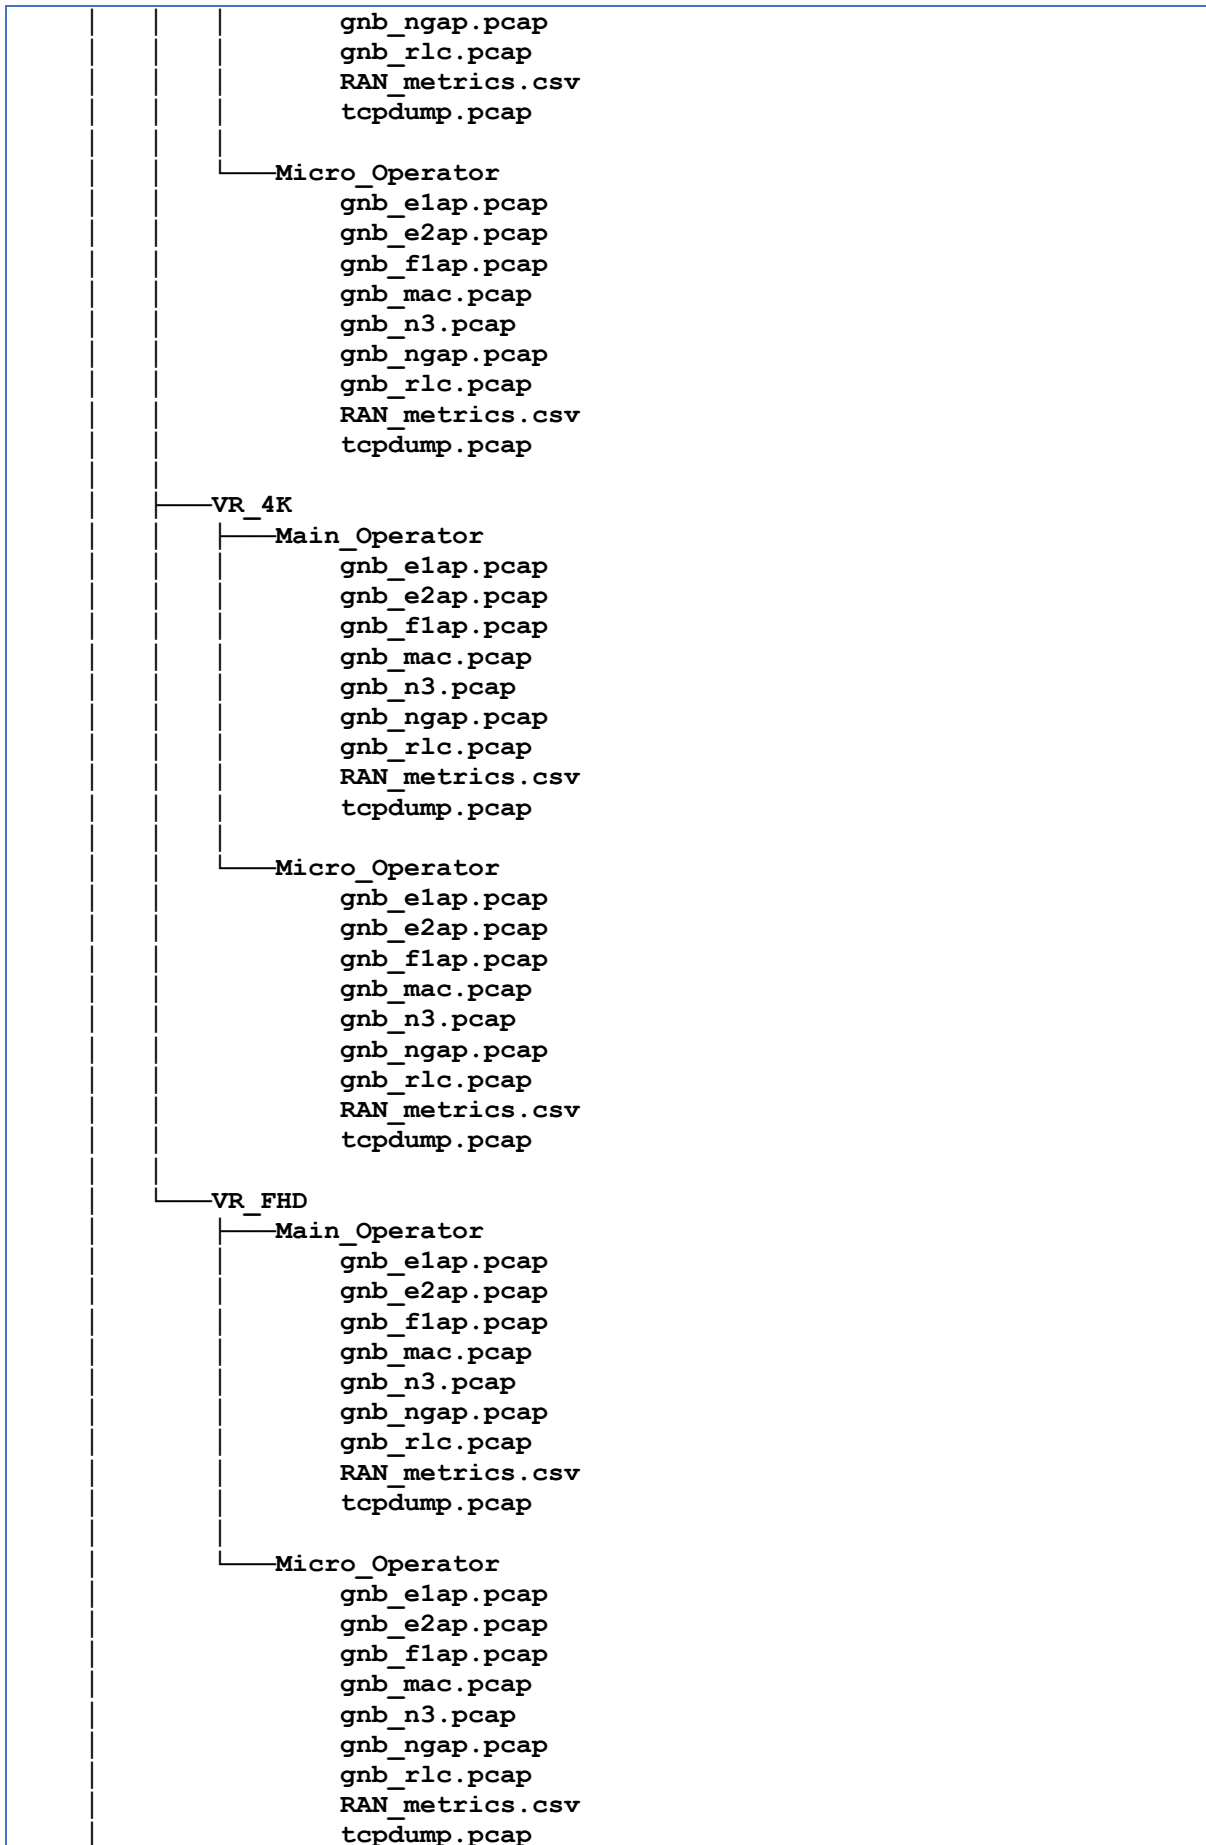 gnb_ngap.pcap
gnb_rlc.pcap
RAN_metrics.csv
tcpdump.pcap
Micro_Operator
gnb_e1ap.pcap
gnb_e2ap.pcap
gnb_f1ap.pcap
gnb_mac.pcap
gnb_n3.pcap
gnb_ngap.pcap
gnb_rlc.pcap
RAN_metrics.csv
tcpdump.pcap
VR_4K
Main_Operator
gnb_e1ap.pcap
gnb_e2ap.pcap
gnb_f1ap.pcap
gnb_mac.pcap
gnb_n3.pcap
gnb_ngap.pcap
gnb_rlc.pcap
RAN_metrics.csv
tcpdump.pcap
Micro_Operator
gnb_e1ap.pcap
gnb_e2ap.pcap
gnb_f1ap.pcap
gnb_mac.pcap
gnb_n3.pcap
gnb_ngap.pcap
gnb_rlc.pcap
RAN_metrics.csv
tcpdump.pcap
VR_FHD
Main_Operator
gnb_e1ap.pcap
gnb_e2ap.pcap
gnb_f1ap.pcap
gnb_mac.pcap
gnb_n3.pcap
gnb_ngap.pcap
gnb_rlc.pcap
RAN_metrics.csv
tcpdump.pcap
Micro_Operator
gnb_e1ap.pcap
gnb_e2ap.pcap
gnb_f1ap.pcap
gnb_mac.pcap
gnb_n3.pcap
gnb_ngap.pcap
gnb_rlc.pcap
RAN_metrics.csv
tcpdump.pcap